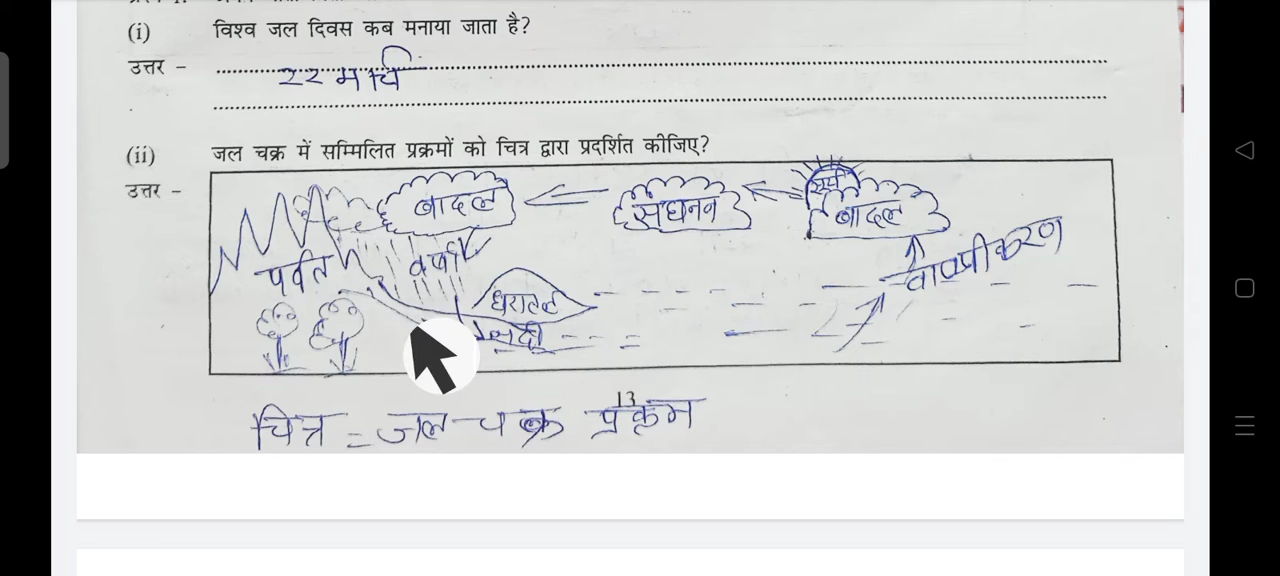 (i) विश्व जल दिवस कब मनाया जाता है?
उत्तर -
22 मार्च
(ii) जल चक्र में सम्मिलित प्रक्रमों को चित्र द्वारा प्रदर्शित कीजिए?
उत्तर -
बादल संघनन सूर्य बादल
पर्वत वर्षा वाष्पीकरण
धरातल
नदी
13
चित्र = जल चक्र प्रक्रम